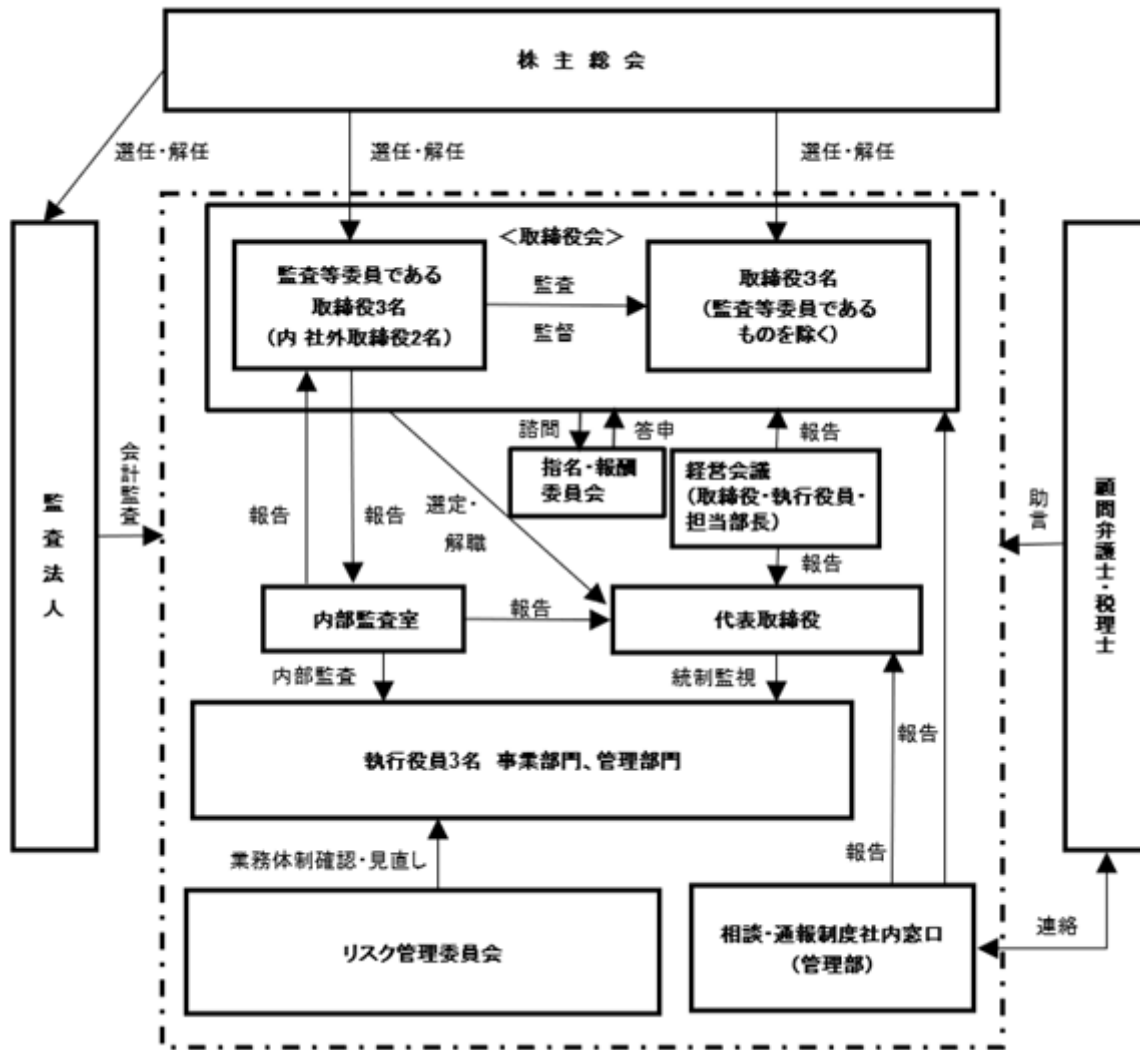 株 主 総 会
選任・解任
選任・解任
選任・解任
＜取締役会＞
監査等委員である
取締役3名
（内 社外取締役2名）
監査
監督
取締役3名
（監査等委員である
ものを除く）
諮問
答申
報告
指名・報酬
委員会
経営会議
（取締役・執行役員・
担当部長）
監査法人
会計監査
報告
報告
選定・
解職
報告
助言
顧問弁護士・税理士
内部監査室
報告
代表取締役
内部監査
統制監視
報告
執行役員3名 事業部門、管理部門
業務体制確認・見直し
報告
リスク管理委員会
相談・通報制度社内窓口
（管理部）
連絡